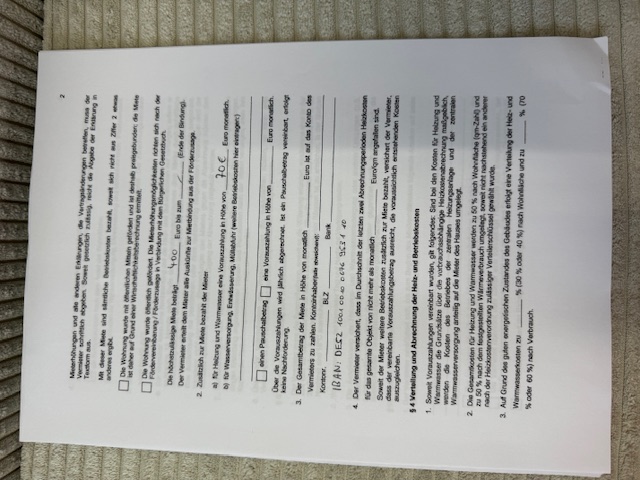 2
Mieterhöhungen und alle anderen Erklärungen, die Vertragsänderungen betreffen, muss der
Vermieter schriftlich abgeben. Soweit gesetzlich zulässig, reicht die Abgabe der Erklärung in
Textform aus.
Mit dieser Miete sind sämtliche Betriebskosten bezahlt, soweit sich nicht aus Ziffer 2 etwas
anderes ergibt.
Die Wohnung wurde mit öffentlichen Mitteln gefördert und ist deshalb preisgebunden; die Miete
ist daher auf Grund einer Wirtschaftlichkeitsberechnung ermittelt.
Die Wohnung wurde öffentlich gefördert. Die Mieterhöhungsmöglichkeiten richten sich nach der
Fördervereinbarung / Förderzusage in Verbindung mit dem Bürgerlichen Gesetzbuch.
Die höchstzulässige Miete beträgt 400 Euro bis zum / (Ende der Bindung).
Der Vermieter erteilt dem Mieter alle Auskünfte zur Mietbindung aus der Förderzusage.
2. Zusätzlich zur Miete bezahlt der Mieter
a) für Heizung und Warmwasser eine Vorauszahlung in Höhe von 70€ Euro monatlich.
b) für Wasserversorgung, Entwässerung, Müllabfuhr (weitere Betriebskosten hier eintragen:)
einen Pauschalbetrag eine Vorauszahlung in Höhe von Euro monatlich.
Über die Vorauszahlungen wird jährlich abgerechnet. Ist ein Pauschalbetrag vereinbart, erfolgt
keine Nachforderung.
3. Der Gesamtbetrag der Miete in Höhe von monatlich Euro ist auf das Konto des
Vermieters zu zahlen. Kontoinhaber (falls abweichend):
Kontonr. BLZ Bank
IBAN: DE52 1001 0010 0676 9631 10
4. Der Vermieter versichert, dass im Durchschnitt der letzten zwei Abrechnungsperioden Heizkosten
für das gesamte Objekt von nicht mehr als monatlich Euro/qm angefallen sind.
Soweit der Mieter weitere Betriebskosten zusätzlich zur Miete bezahlt, versichert der Vermieter,
dass der vereinbarte Vorauszahlungsbetrag ausreicht, die voraussichtlich entstehenden Kosten
auszugleichen.
§ 4 Verteilung und Abrechnung der Heiz- und Betriebskosten
1. Soweit Vorauszahlungen vereinbart wurden, gilt folgendes: Sind bei den Kosten für Heizung und
Warmwasser die Grundsätze über die verbrauchsabhängige Heizkostenabrechnung maßgeblich,
werden die Kosten des Betriebes der zentralen Heizungsanlage und der zentralen
Warmwasserversorgung anteilig auf die Mieter des Hauses umgelegt.
2. Die Gesamtkosten für Heizung und Warmwasser werden zu 50 % nach Wohnfläche (qm-Zahl) und
zu 50 % nach dem festgestellten Wärmeverbrauch umgelegt, soweit nicht nachstehend ein anderer
nach der Heizkostenverordnung zulässiger Verteilerschlüssel gewählt wurde.
3. Auf Grund des guten energetischen Zustandes des Gebäudes erfolgt eine Verteilung der Heiz- und
Warmwasserkosten zu % (30 % oder 40 %) nach Wohnfläche und zu % (70
% oder 60 %) nach Verbrauch.